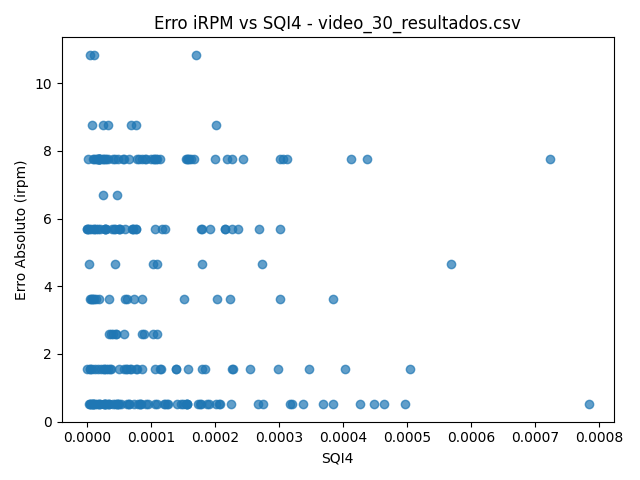 Erro iRPM vs SQI4 - video_30_resultados.csv
Erro Absoluto (irpm)
10
8
6
4
2
0
0.0000 0.0001 0.0002 0.0003 0.0004 0.0005 0.0006 0.0007 0.0008
SQI4